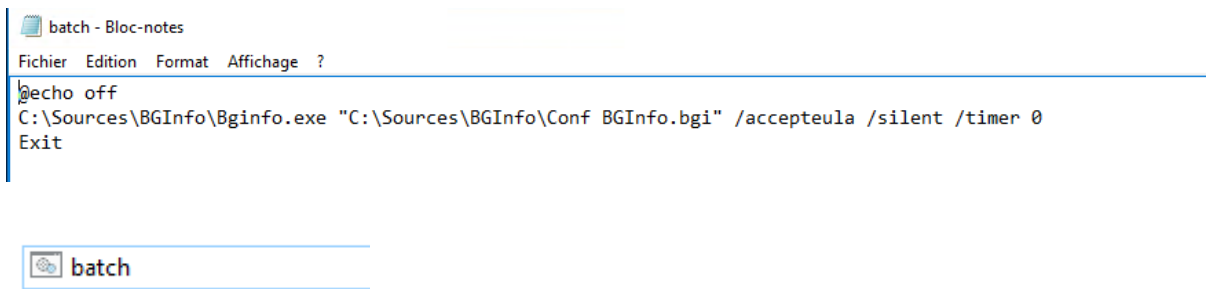 batch - Bloc-notes
Fichier Edition Format Affichage ?
@echo off
C:\Sources\BGInfo\Bginfo.exe "C:\Sources\BGInfo\Conf BGInfo.bgi" /accepteula /silent /timer 0
Exit
batch